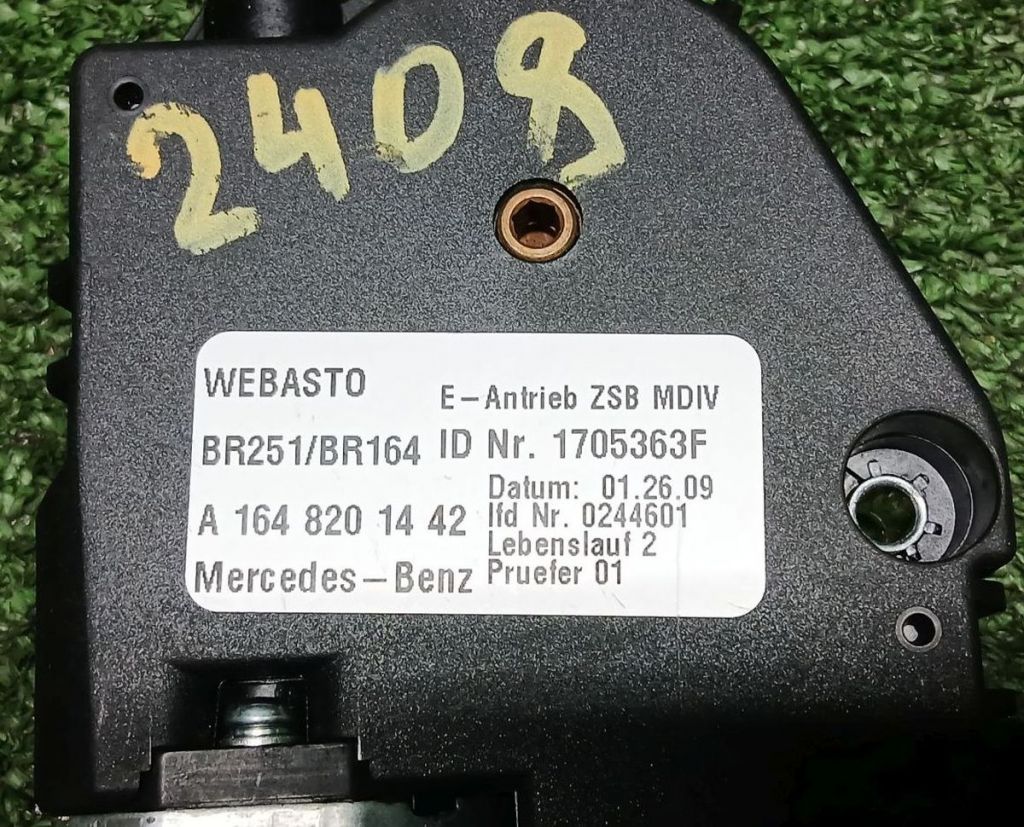 2408
WEBASTO
E-Antrieb ZSB MDIV
BR251/BR164 ID Nr. 1705363F
Datum: 01.26.09
A 164 820 14 42 lfd Nr. 0244601
Lebenslauf 2
Mercedes-Benz Pruefer 01